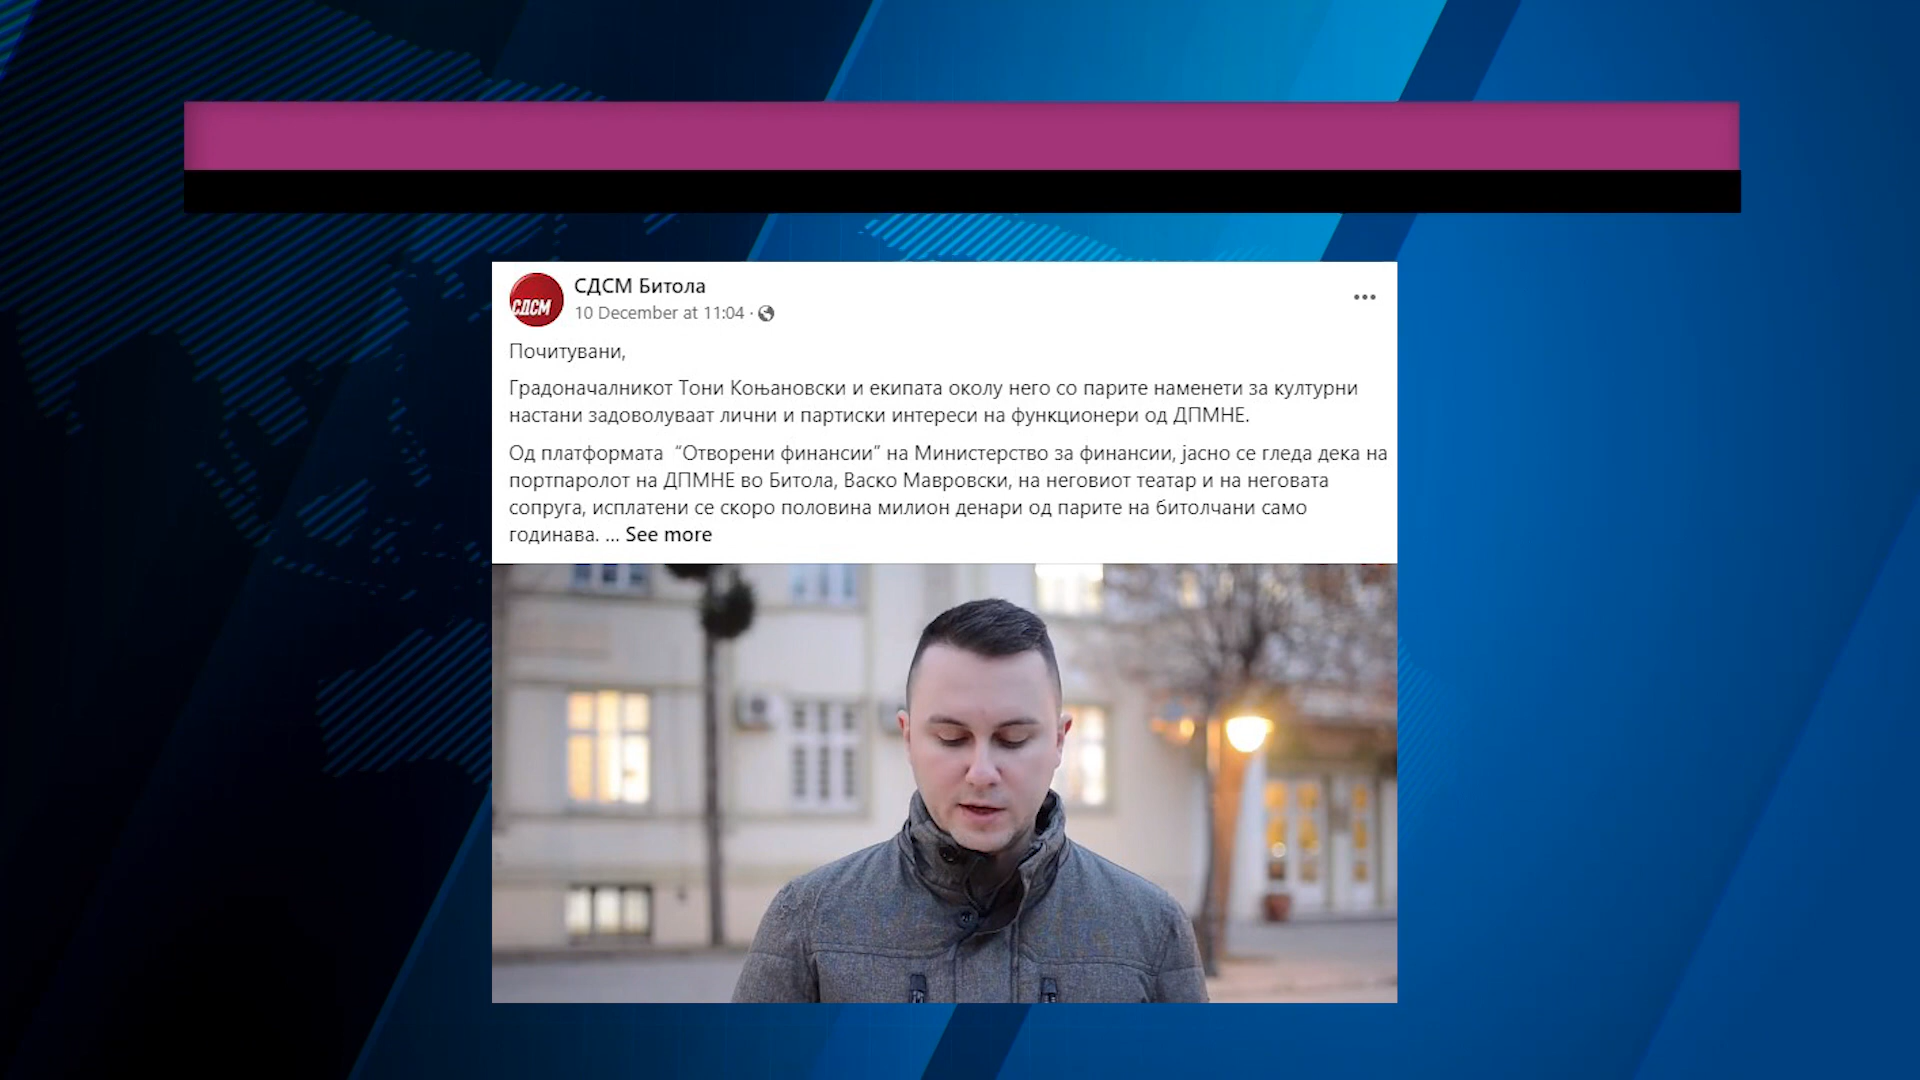 СДСМ
СДСМ Битола
10 December at 11:04 ·
Почитувани,
Градоначалникот Тони Коњановски и екипата околу него со парите наменети за културни
настани задоволуваат лични и партиски интереси на функционери од ДПМНЕ.
Од платформата “Отворени финансии” на Министерство за финансии, јасно се гледа дека на
портпаролот на ДПМНЕ во Битола, Васко Мавровски, на неговиот театар и на неговата
сопруга, исплатени се скоро половина милион денари од парите на битолчани само
годинава. ... See more